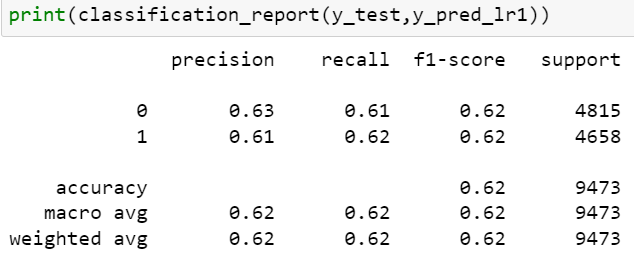 print(classification_report(y_test,y_pred_lr1))
precision recall f1-score support
0 0.63 0.61 0.62 4815
1 0.61 0.62 0.62 4658
accuracy 0.62 9473
macro avg 0.62 0.62 0.62 9473
weighted avg 0.62 0.62 0.62 9473